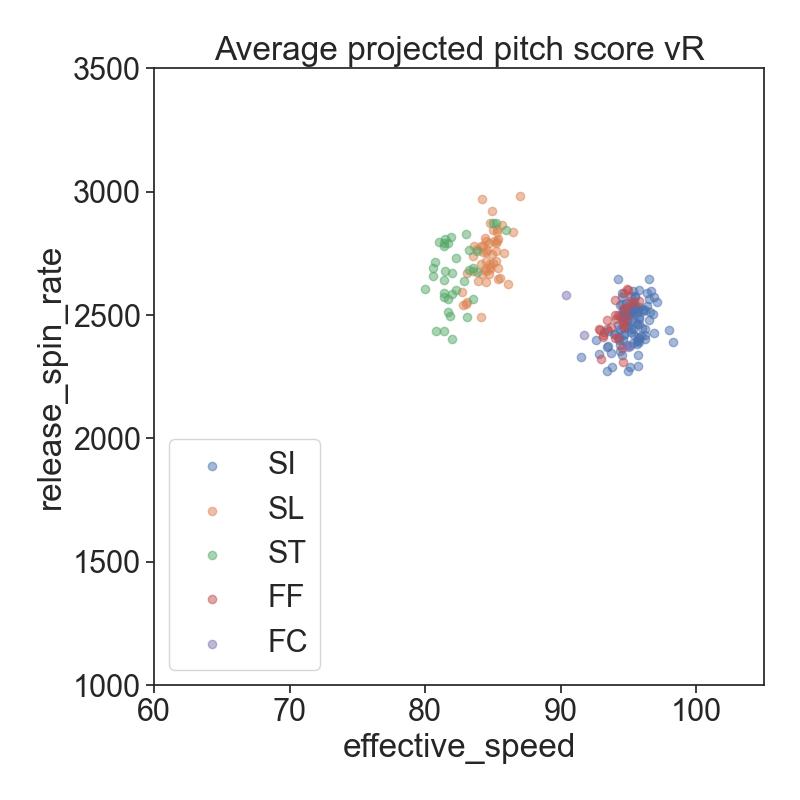 Average projected pitch score vR
3500
3000
2500
2000
1500
1000
release_spin_rate
SI
SL
ST
FF
FC
60 70 80 90 100
effective_speed